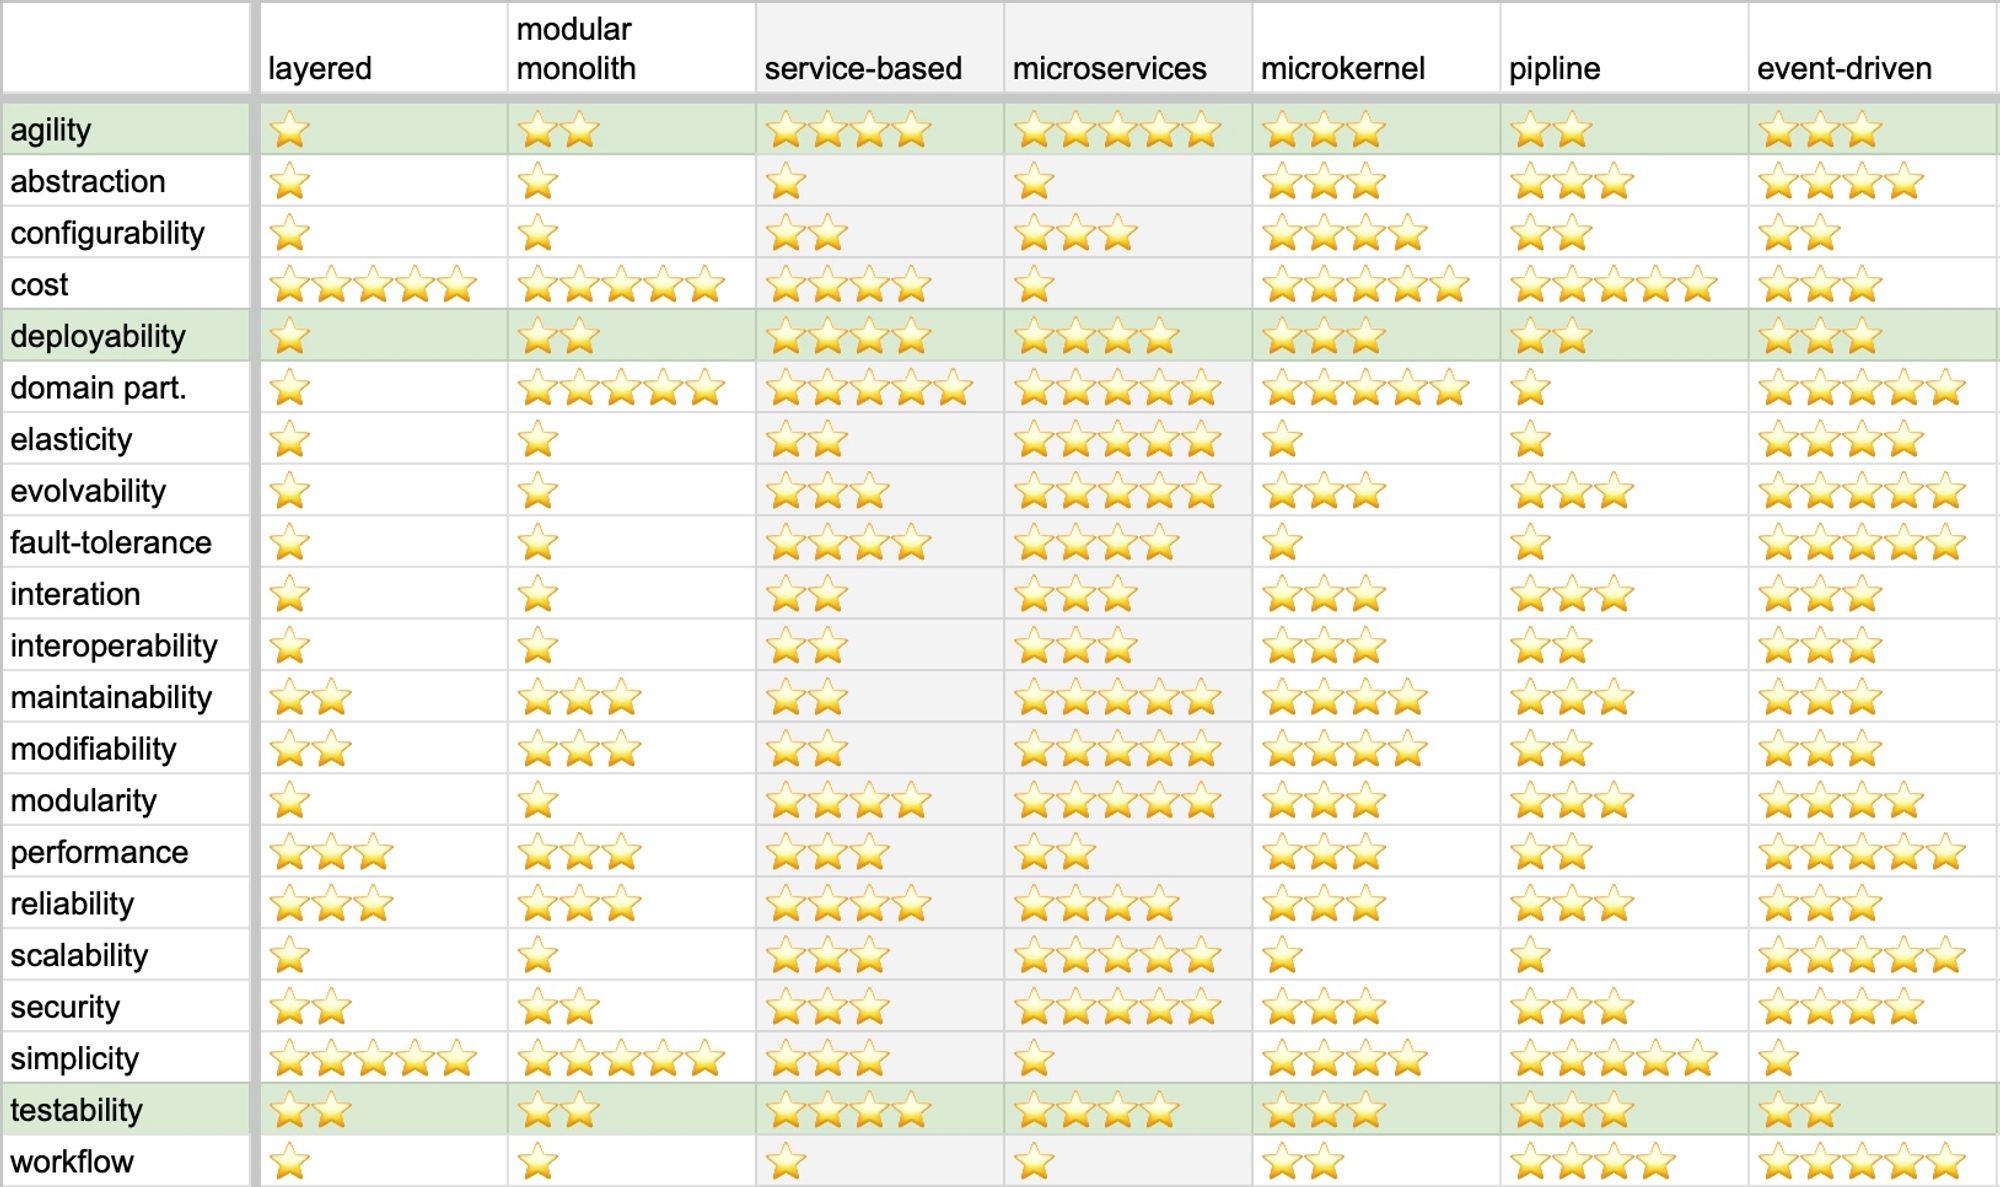 layered
modular
monolith
service-based
microservices
microkernel
pipline
event-driven
agility ⭐ ⭐⭐ ⭐⭐⭐⭐ ⭐⭐⭐⭐⭐ ⭐⭐⭐ ⭐⭐ ⭐⭐⭐
abstraction ⭐ ⭐ ⭐ ⭐ ⭐⭐⭐ ⭐⭐⭐ ⭐⭐⭐⭐
configurability ⭐ ⭐ ⭐⭐ ⭐⭐⭐ ⭐⭐⭐⭐ ⭐⭐ ⭐⭐
cost ⭐⭐⭐⭐⭐ ⭐⭐⭐⭐⭐ ⭐⭐⭐⭐ ⭐ ⭐⭐⭐⭐⭐ ⭐⭐⭐⭐⭐ ⭐⭐⭐
deployability ⭐ ⭐⭐ ⭐⭐⭐⭐ ⭐⭐⭐⭐ ⭐⭐⭐ ⭐⭐ ⭐⭐⭐
domain part. ⭐ ⭐⭐⭐⭐⭐ ⭐⭐⭐⭐⭐ ⭐⭐⭐⭐⭐ ⭐⭐⭐⭐⭐ ⭐ ⭐⭐⭐⭐⭐
elasticity ⭐ ⭐ ⭐⭐ ⭐⭐⭐⭐⭐ ⭐ ⭐ ⭐⭐⭐⭐
evolvability ⭐ ⭐ ⭐⭐⭐ ⭐⭐⭐⭐⭐ ⭐⭐⭐ ⭐⭐⭐ ⭐⭐⭐⭐⭐
fault-tolerance ⭐ ⭐ ⭐⭐⭐⭐ ⭐⭐⭐⭐ ⭐ ⭐ ⭐⭐⭐⭐⭐
interation ⭐ ⭐ ⭐⭐ ⭐⭐⭐ ⭐⭐⭐ ⭐⭐⭐ ⭐⭐⭐
interoperability ⭐ ⭐ ⭐⭐ ⭐⭐⭐ ⭐⭐⭐ ⭐⭐ ⭐⭐⭐
maintainability ⭐⭐ ⭐⭐⭐ ⭐⭐ ⭐⭐⭐⭐⭐ ⭐⭐⭐⭐ ⭐⭐⭐ ⭐⭐⭐
modifiability ⭐⭐ ⭐⭐⭐ ⭐⭐ ⭐⭐⭐⭐⭐ ⭐⭐⭐⭐ ⭐⭐ ⭐⭐⭐
modularity ⭐ ⭐ ⭐⭐⭐⭐ ⭐⭐⭐⭐⭐ ⭐⭐⭐ ⭐⭐⭐ ⭐⭐⭐⭐
performance ⭐⭐⭐ ⭐⭐⭐ ⭐⭐⭐ ⭐⭐ ⭐⭐⭐ ⭐⭐ ⭐⭐⭐⭐⭐
reliability ⭐⭐⭐ ⭐⭐⭐ ⭐⭐⭐⭐ ⭐⭐⭐⭐ ⭐⭐⭐ ⭐⭐⭐ ⭐⭐⭐
scalability ⭐ ⭐ ⭐⭐⭐ ⭐⭐⭐⭐⭐ ⭐ ⭐ ⭐⭐⭐⭐⭐
security ⭐⭐ ⭐⭐ ⭐⭐⭐ ⭐⭐⭐⭐⭐ ⭐⭐⭐ ⭐⭐⭐ ⭐⭐⭐⭐
simplicity ⭐⭐⭐⭐⭐ ⭐⭐⭐⭐⭐ ⭐⭐⭐ ⭐ ⭐⭐⭐⭐ ⭐⭐⭐⭐⭐ ⭐
testability ⭐⭐ ⭐⭐ ⭐⭐⭐⭐ ⭐⭐⭐⭐ ⭐⭐⭐ ⭐⭐⭐ ⭐⭐
workflow ⭐ ⭐ ⭐ ⭐ ⭐⭐ ⭐⭐⭐⭐ ⭐⭐⭐⭐⭐